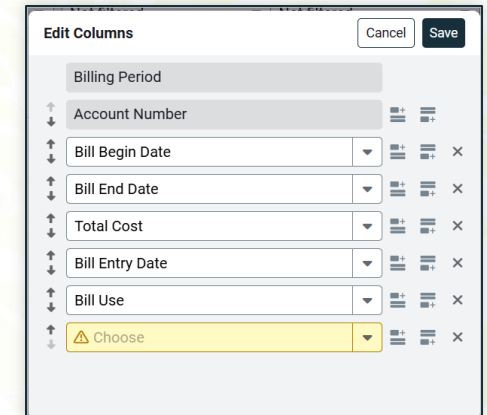 Edit Columns
Cancel
Save
Billing Period
Account Number
Bill Begin Date
Bill End Date
Total Cost
Bill Entry Date
Bill Use
Choose